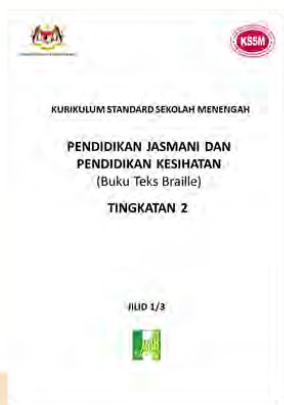 KSSM
KURIKULUM STANDARD SEKOLAH MENENGAH
PENDIDIKAN JASMANI DAN
PENDIDIKAN KESIHATAN
(Buku Teks Braille)
TINGKATAN 2
JILID 1/3